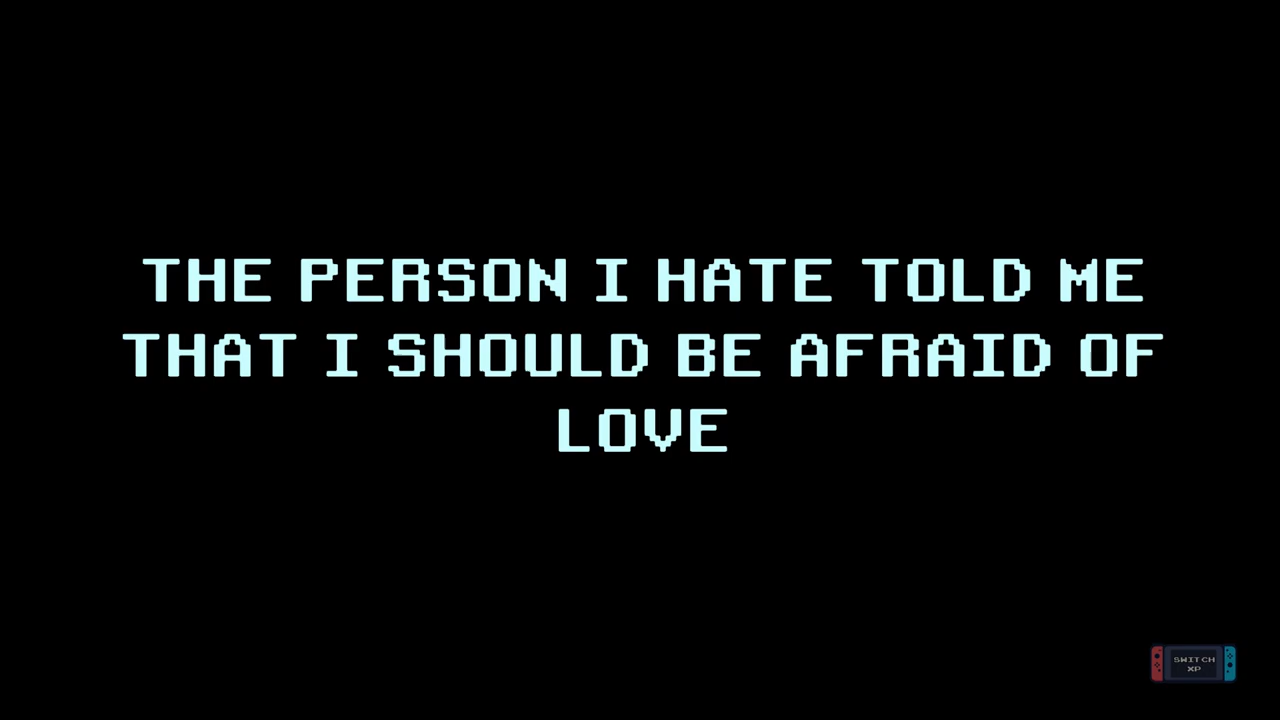 THE PERSON I HATE TOLD ME
THAT I SHOULD BE AFRAID OF
LOVE
SWITCH
XP